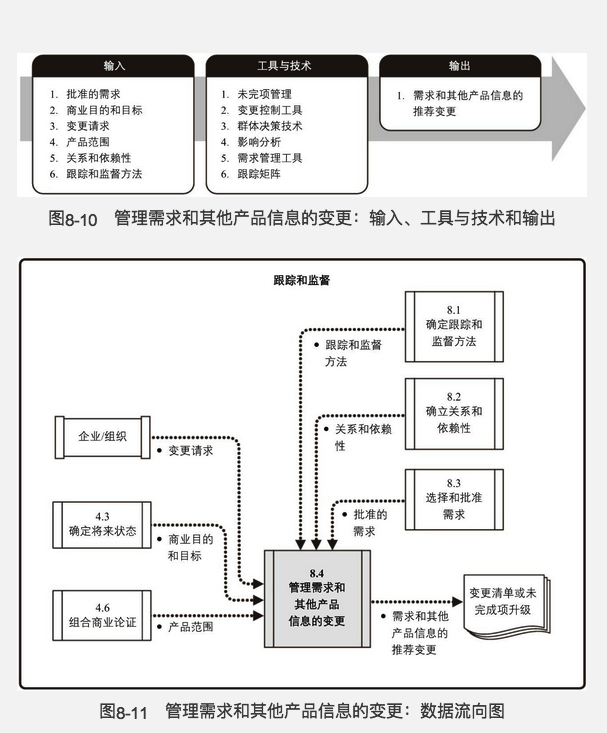 输入
1. 批准的需求
2. 商业目的和目标
3. 变更请求
4. 产品范围
5. 关系和依赖性
6. 跟踪和监督方法
工具与技术
1. 未完项管理
2. 变更控制工具
3. 群体决策技术
4. 影响分析
5. 需求管理工具
6. 跟踪矩阵
输出
1. 需求和其他产品信息的
推荐变更
图8-10 管理需求和其他产品信息的变更：输入、工具与技术和输出
跟踪和监督
8.1
确定跟踪和
监督方法
• 跟踪和监督
方法
8.2
确立关系和
依赖性
• 关系和依赖
性
企业/组织
• 变更请求
8.3
选择和批准
需求
• 批准的
需求
4.3
确定将来状态
• 商业目的
和目标
8.4
管理需求和
其他产品
信息的变更
4.6
组合商业论证
• 产品范围
变更清单或未
完成项升级
• 需求和其他
产品信息的
推荐变更
图8-11 管理需求和其他产品信息的变更：数据流向图